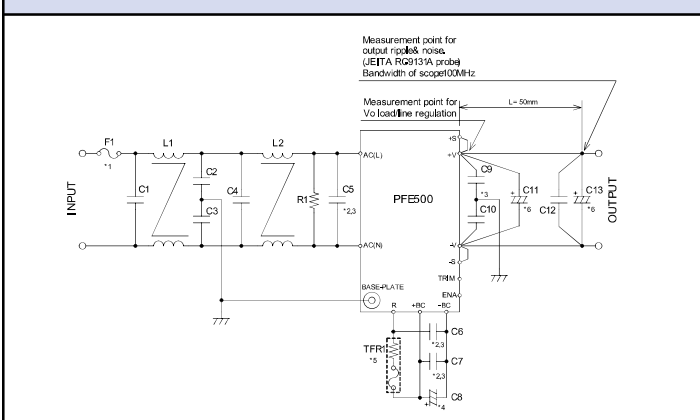 Measurement point for
output ripple& noise.
(JEITA RC-9131A probe)
Bandwidth of scope100MHz
Measurement point for
Vo load/line regulation
L= 50mm
+S
F1
*1
L1
L2
AC(L)
+V
C1
C2
C3
C4
R1
C5
*2,3
PFE500
C9
*3
C10
C11
*6
C12
C13
*6
INPUT
OUTPUT
AC(N)
-V
-S
TRIM
ENA
BASE-PLATE
R
+BC
-BC
C6
*2,3
TFR1
*5
C7
*2,3
C8
*4